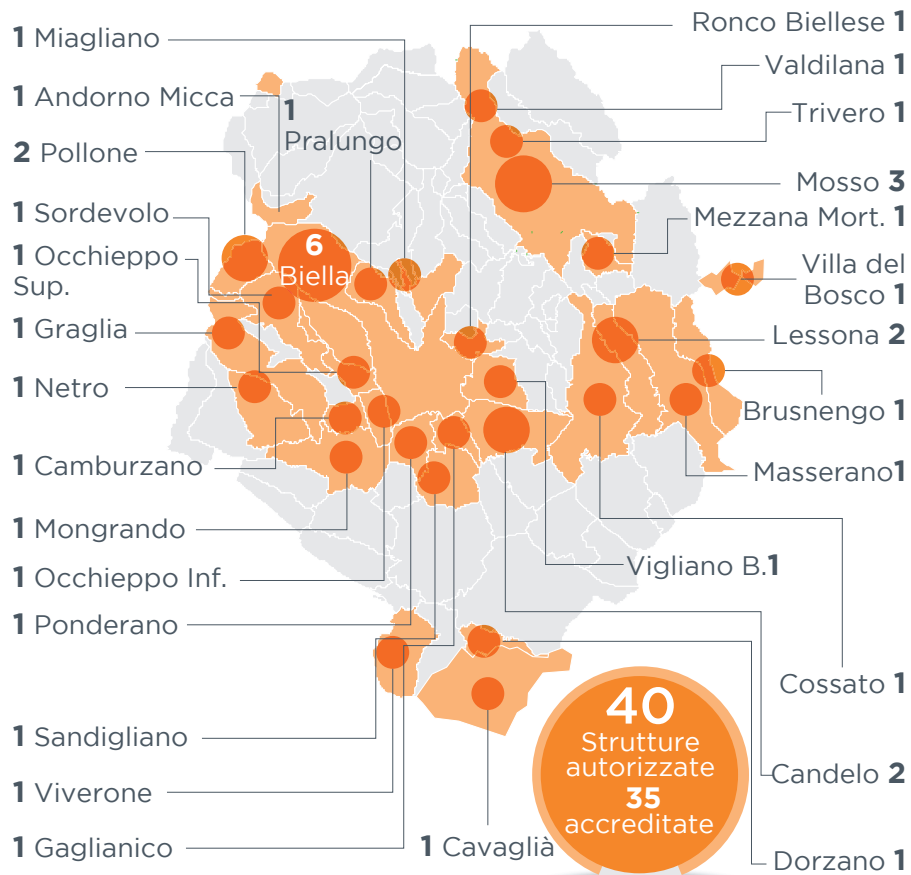 1 Miagliano
1 Andorno Micca
1
Pralungo
2 Pollone
1 Sordevolo
1 Occhieppo
Sup.
1 Graglia
1 Netro
1 Camburzano
1 Mongrando
1 Occhieppo Inf.
1 Ponderano
1 Sandigliano
1 Viverone
1 Gaglianico
6
Biella
Ronco Biellese 1
Valdilana 1
Trivero 1
Mosso 3
Mezzana Mort. 1
Villa del
Bosco 1
Lessona 2
Brusnengo 1
Masserano1
Vigliano B.1
Cossato 1
Candelo 2
Dorzano 1
1 Cavaglià
40
Strutture
autorizzate
35
accreditate